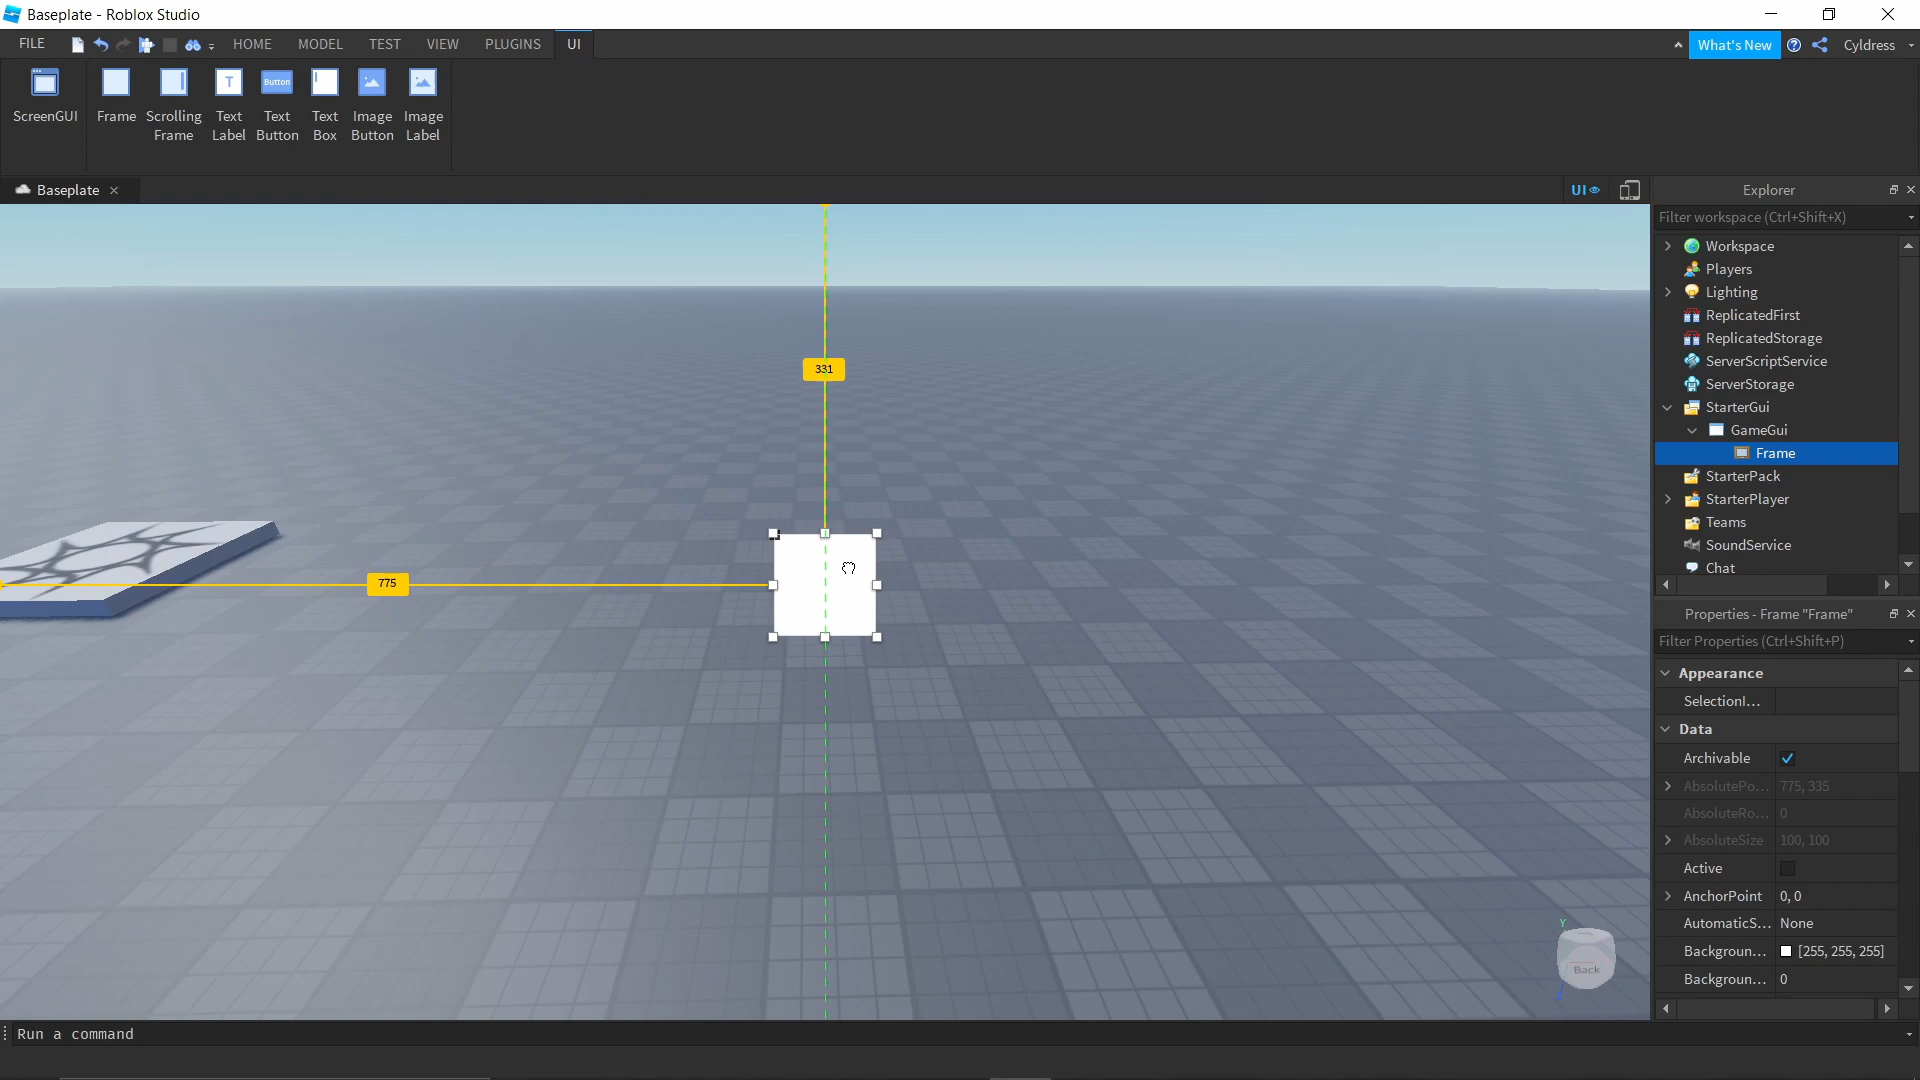 Baseplate - Roblox Studio
FILE HOME MODEL TEST VIEW PLUGINS UI
What's New
Cyldress
ScreenGUI
Frame
Scrolling
Frame
Text
Label
Button
Text
Button
Text
Box
Image
Button
Image
Label
Baseplate
UI
331
775
Back
Y
Explorer
Filter workspace (Ctrl+Shift+X)
Workspace
Players
Lighting
ReplicatedFirst
ReplicatedStorage
ServerScriptService
ServerStorage
StarterGui
GameGui
Frame
StarterPack
StarterPlayer
Teams
SoundService
Chat
Properties - Frame "Frame"
Filter Properties (Ctrl+Shift+P)
Appearance
SelectionI...
Data
Archivable
AbsolutePo... 775, 335
AbsoluteRo... 0
AbsoluteSize 100, 100
Active
AnchorPoint 0, 0
AutomaticS... None
Backgroun... [255, 255, 255]
Backgroun... 0
Run a command